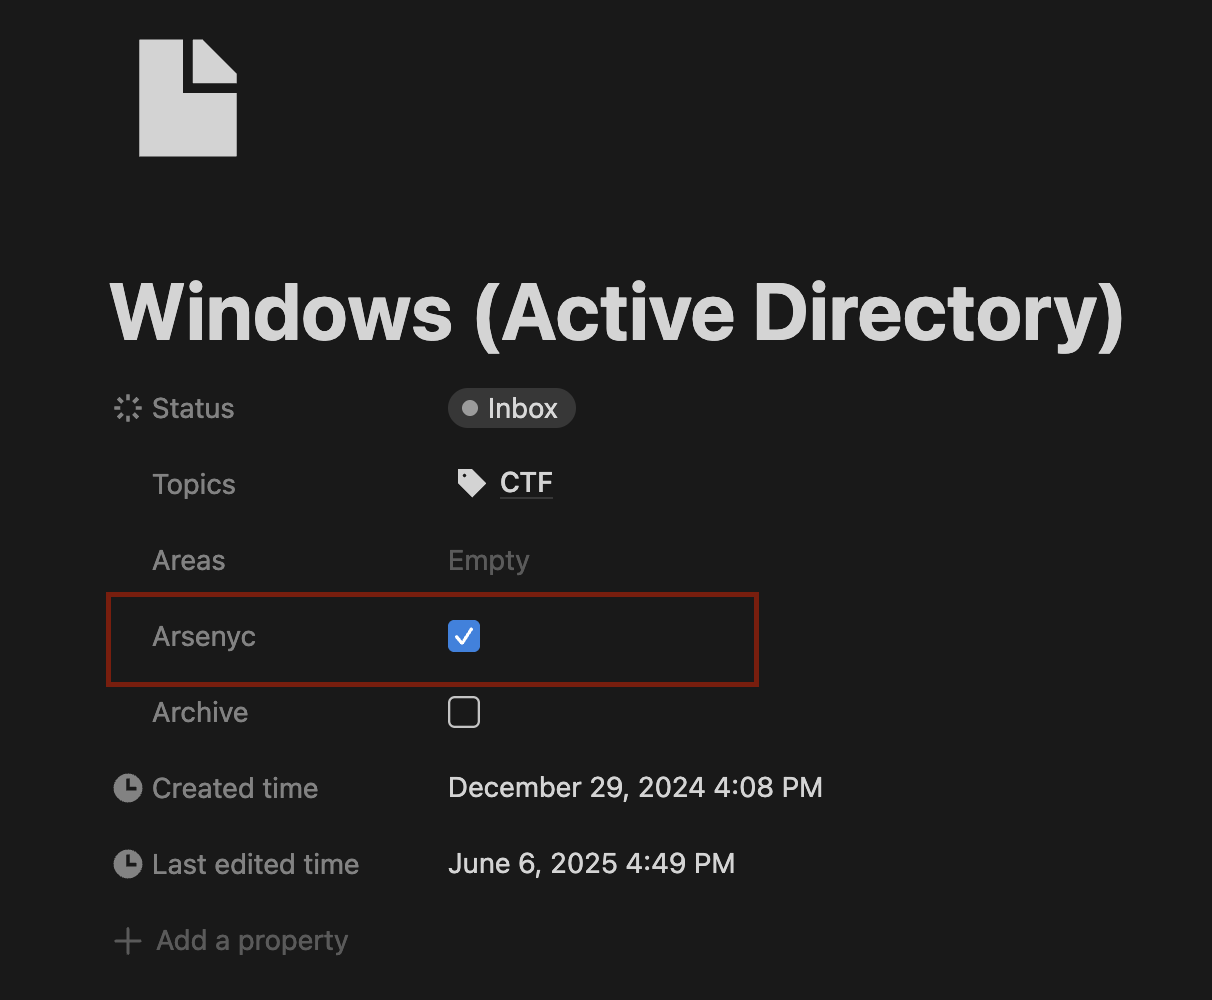 Windows (Active Directory)
Status Inbox
Topics CTF
Areas Empty
Arsenyc
Archive
Created time December 29, 2024 4:08 PM
Last edited time June 6, 2025 4:49 PM
Add a property